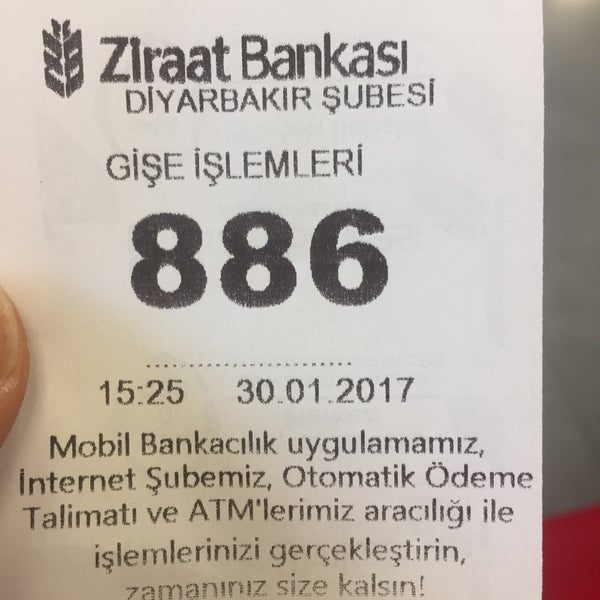 Ziraat Bankası
DİYARBAKIR ŞUBESİ
GİŞE İŞLEMLERİ
886
15:25 30.01.2017
Mobil Bankacılık uygulamamız,
İnternet Şubemiz, Otomatik Ödeme
Talimatı ve ATM'lerimiz aracılığı ile
işlemlerinizi gerçekleştirin,
zamanınız size kalsın!